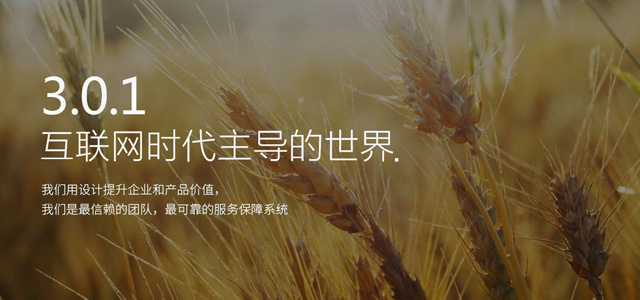 3.0.1
互联网时代主导的世界.
我们用设计提升企业和产品价值，
我们是最信赖的团队，最可靠的服务保障系统